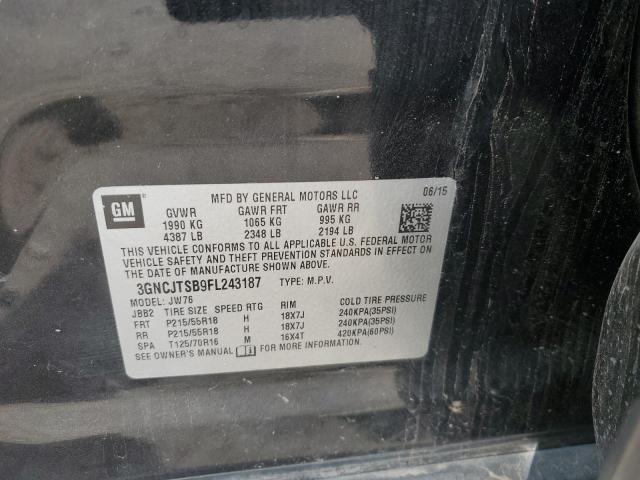 GM
MFD BY GENERAL MOTORS LLC
06/15
GVWR GAWR FRT GAWR RR
1990 KG 1065 KG 995 KG
4387 LB 2348 LB 2194 LB
THIS VEHICLE CONFORMS TO ALL APPLICABLE U.S. FEDERAL MOTOR
VEHICLE SAFETY AND THEFT PREVENTION STANDARDS IN EFFECT ON
THE DATE OF MANUFACTURE SHOWN ABOVE.
3GNCJTSB9FL243187 TYPE: M.P.V.
MODEL: JW76
JBB2 TIRE SIZE SPEED RTG RIM COLD TIRE PRESSURE
FRT P215/55R18 H 18X7J 240KPA(35PSI)
RR P215/55R18 H 18X7J 240KPA(35PSI)
SPA T125/70R16 M 16X4T 420KPA(60PSI)
SEE OWNER'S MANUAL FOR MORE INFORMATION